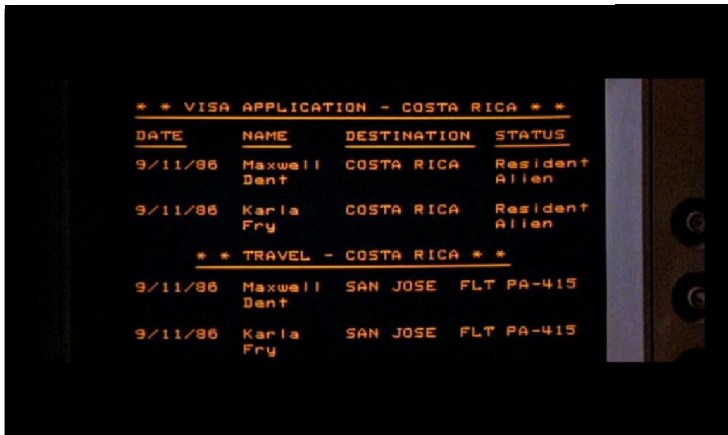 * * VISA APPLICATION - COSTA RICA * *
DATE NAME DESTINATION STATUS
9/11/86 Maxwell COSTA RICA Resident
Dent Alien
9/11/86 Karla COSTA RICA Resident
Fry Alien
* * TRAVEL - COSTA RICA * *
9/11/86 Maxwell SAN JOSE FLT PA-415
Dent
9/11/86 Karla SAN JOSE FLT PA-415
Fry